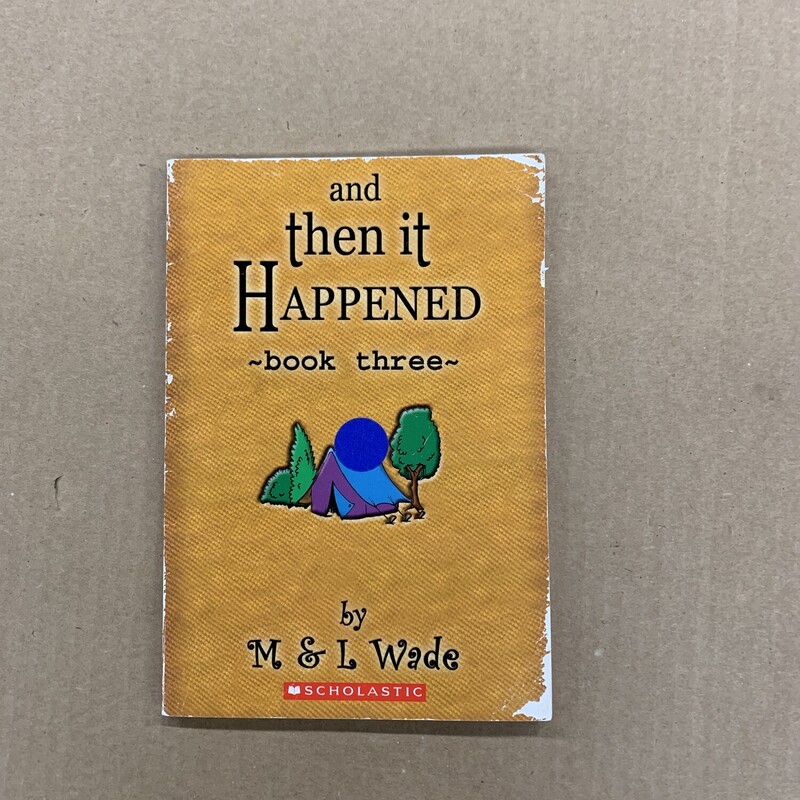 and
then it
HAPPENED
~book three~
by
M & L Wade
SCHOLASTIC